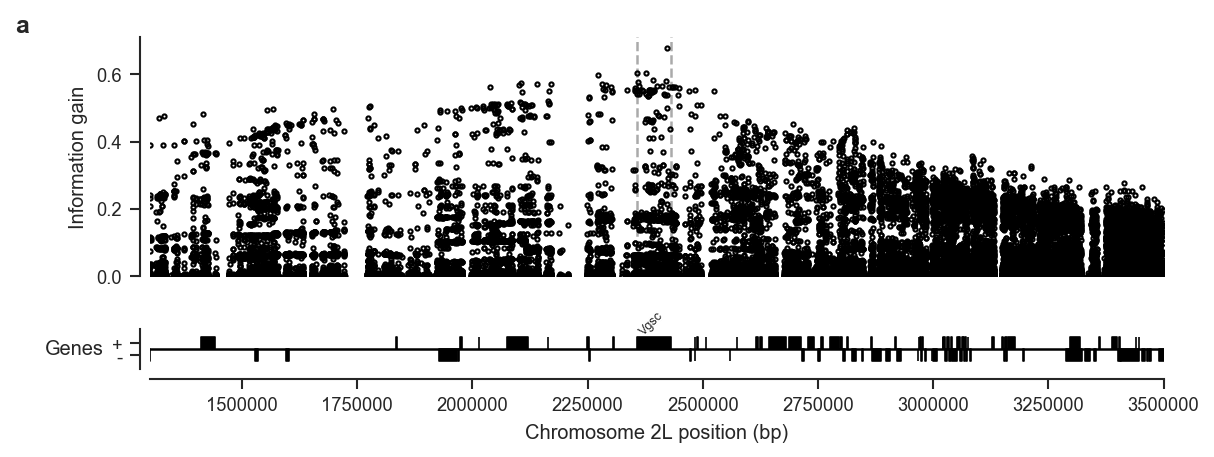 a
Information gain
0.6
0.4
0.2
0.0
Vgsc
Genes
+
-
1500000 1750000 2000000 2250000 2500000 2750000 3000000 3250000 3500000
Chromosome 2L position (bp)